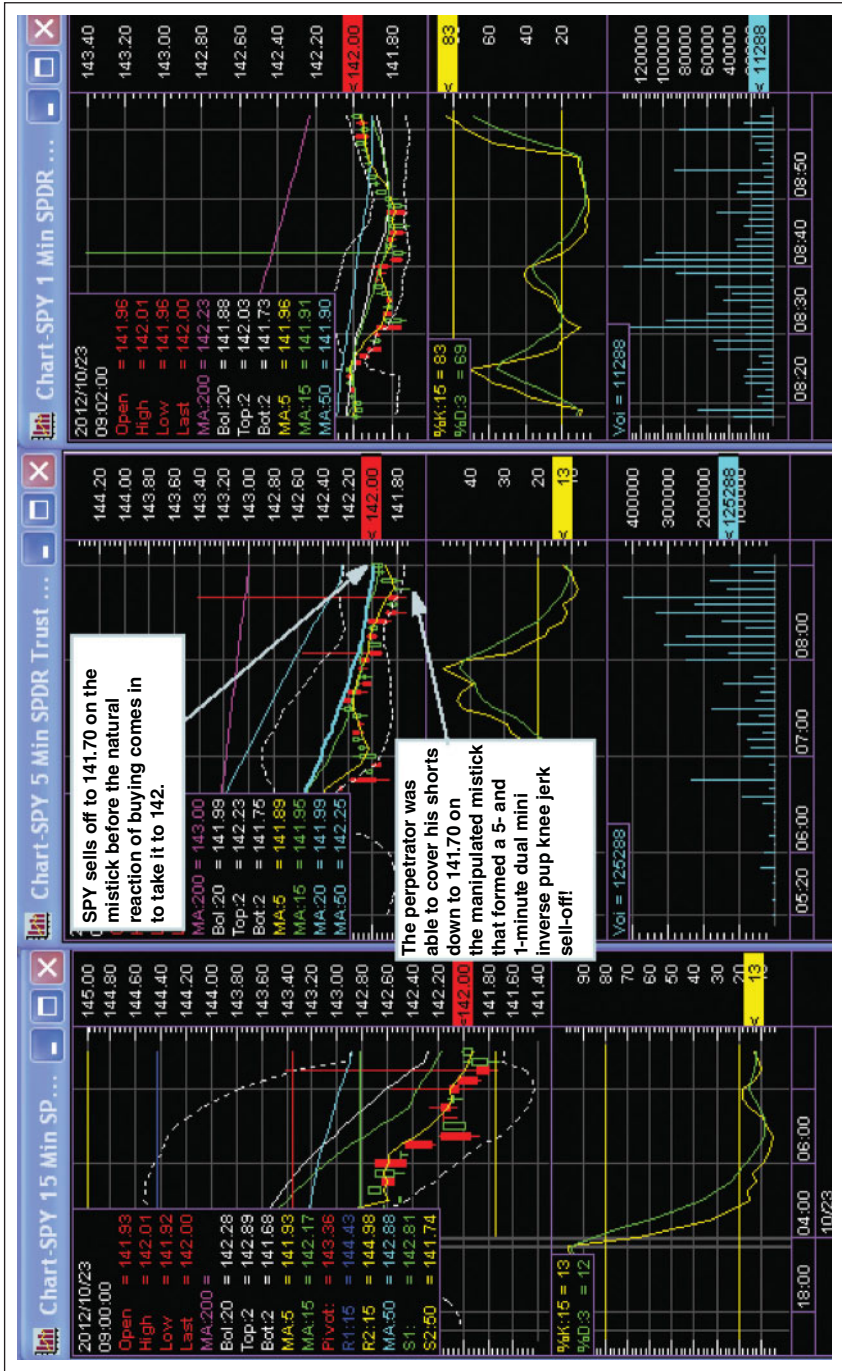 Chart-SPY 15 Min SP...
2012/10/23
09:00:00
Open = 141.93
High = 142.01
Low = 141.92
Last = 142.00
MA:200 =
Bol:20 = 142.28
Top:2 = 142.89
Bot:2 = 141.68
MA:5 = 141.93
MA:15 = 142.17
Pivot: = 143.36
R1:15 = 144.43
R2:15 = 144.98
MA:50 = 142.88
S1: = 142.81
S2:50 = 141.74
145.00
144.80
144.60
144.40
144.20
144.00
143.80
143.60
143.40
143.20
143.00
142.80
142.60
142.40
142.20
=142.00
141.80
141.60
141.40
%K:15 = 13
%D:3 = 12
90
80
70
60
50
40
30
20
< 13
18:00 04:00 06:00
10/23
Chart-SPY 5 Min SPDR Trust ...
SPY sells off to 141.70 on the
mistick before the natural
reaction of buying comes in
to take it to 142.
MA:200 = 143.00
Bol:20 = 141.99
Top:2 = 142.23
Bot:2 = 141.75
MA:5 = 141.89
MA:15 = 141.95
MA:20 = 141.99
MA:50 = 142.25
The perpetrator was
able to cover his shorts
down to 141.70 on
the manipulated mistick
that formed a 5- and
1-minute dual mini
inverse pup knee jerk
sell-off!
144.20
144.00
143.80
143.60
143.40
143.20
143.00
142.80
142.60
142.40
142.20
<142.00
141.80
40
30
20
< 13
Vol = 125288
400000
300000
200000
<125288
05:20 06:00 07:00 08:00
Chart-SPY 1 Min SPDR ...
2012/10/23
09:02:00
Open = 141.96
High = 142.01
Low = 141.96
Last = 142.00
MA:200 = 142.23
Bol:20 = 141.88
Top:2 = 142.03
Bot:2 = 141.73
MA:5 = 141.96
MA:15 = 141.91
MA:50 = 141.90
143.40
143.20
143.00
142.80
142.60
142.40
142.20
<142.00
141.80
%K:15 = 83
%D:3 = 69
< 83
60
40
20
Vol = 11288
120000
100000
80000
60000
40000
<11288
08:20 08:30 08:40 08:50